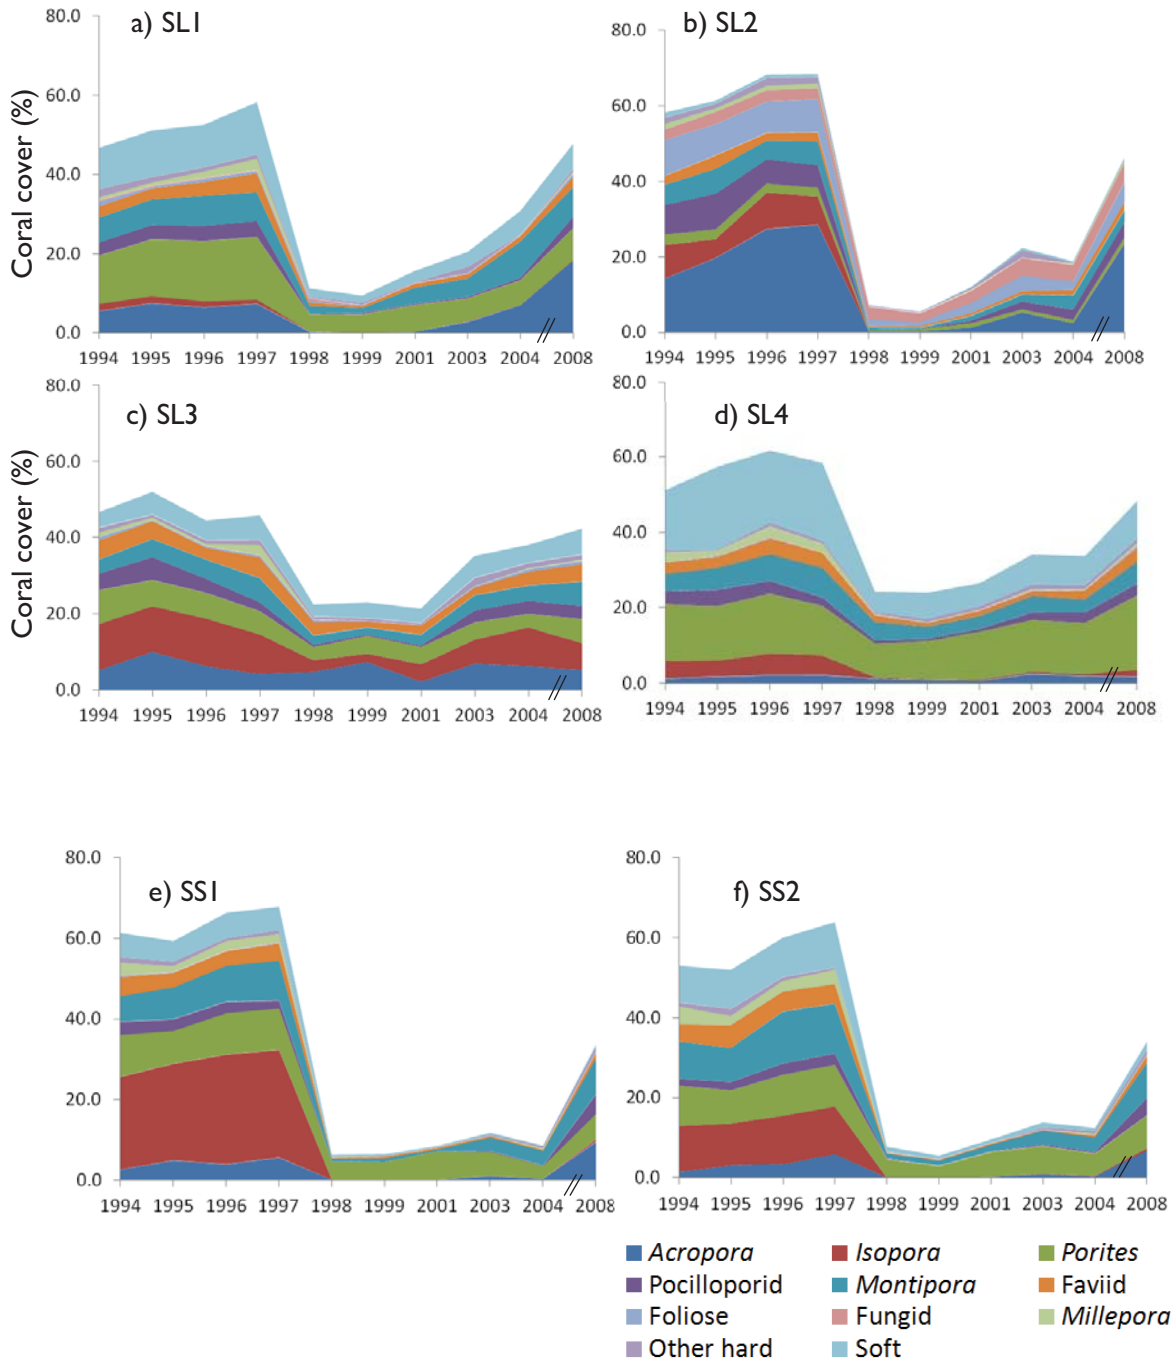 a) SL1
b) SL2
Coral cover (%)
80.0
60.0
40.0
20.0
0.0
1994 1995 1996 1997 1998 1999 2001 2003 2004 2008
80.0
60.0
40.0
20.0
0.0
1994 1995 1996 1997 1998 1999 2001 2003 2004 2008
c) SL3
d) SL4
Coral cover (%)
80.0
60.0
40.0
20.0
0.0
1994 1995 1996 1997 1998 1999 2001 2003 2004 2008
80.0
60.0
40.0
20.0
0.0
1994 1995 1996 1997 1998 1999 2001 2003 2004 2008
e) SS1
f) SS2
80.0
60.0
40.0
20.0
0.0
1994 1995 1996 1997 1998 1999 2001 2003 2004 2008
80.0
60.0
40.0
20.0
0.0
1994 1995 1996 1997 1998 1999 2001 2003 2004 2008
Acropora Isopora Porites
Pocilloporid Montipora Faviid
Foliose Fungid Millepora
Other hard Soft